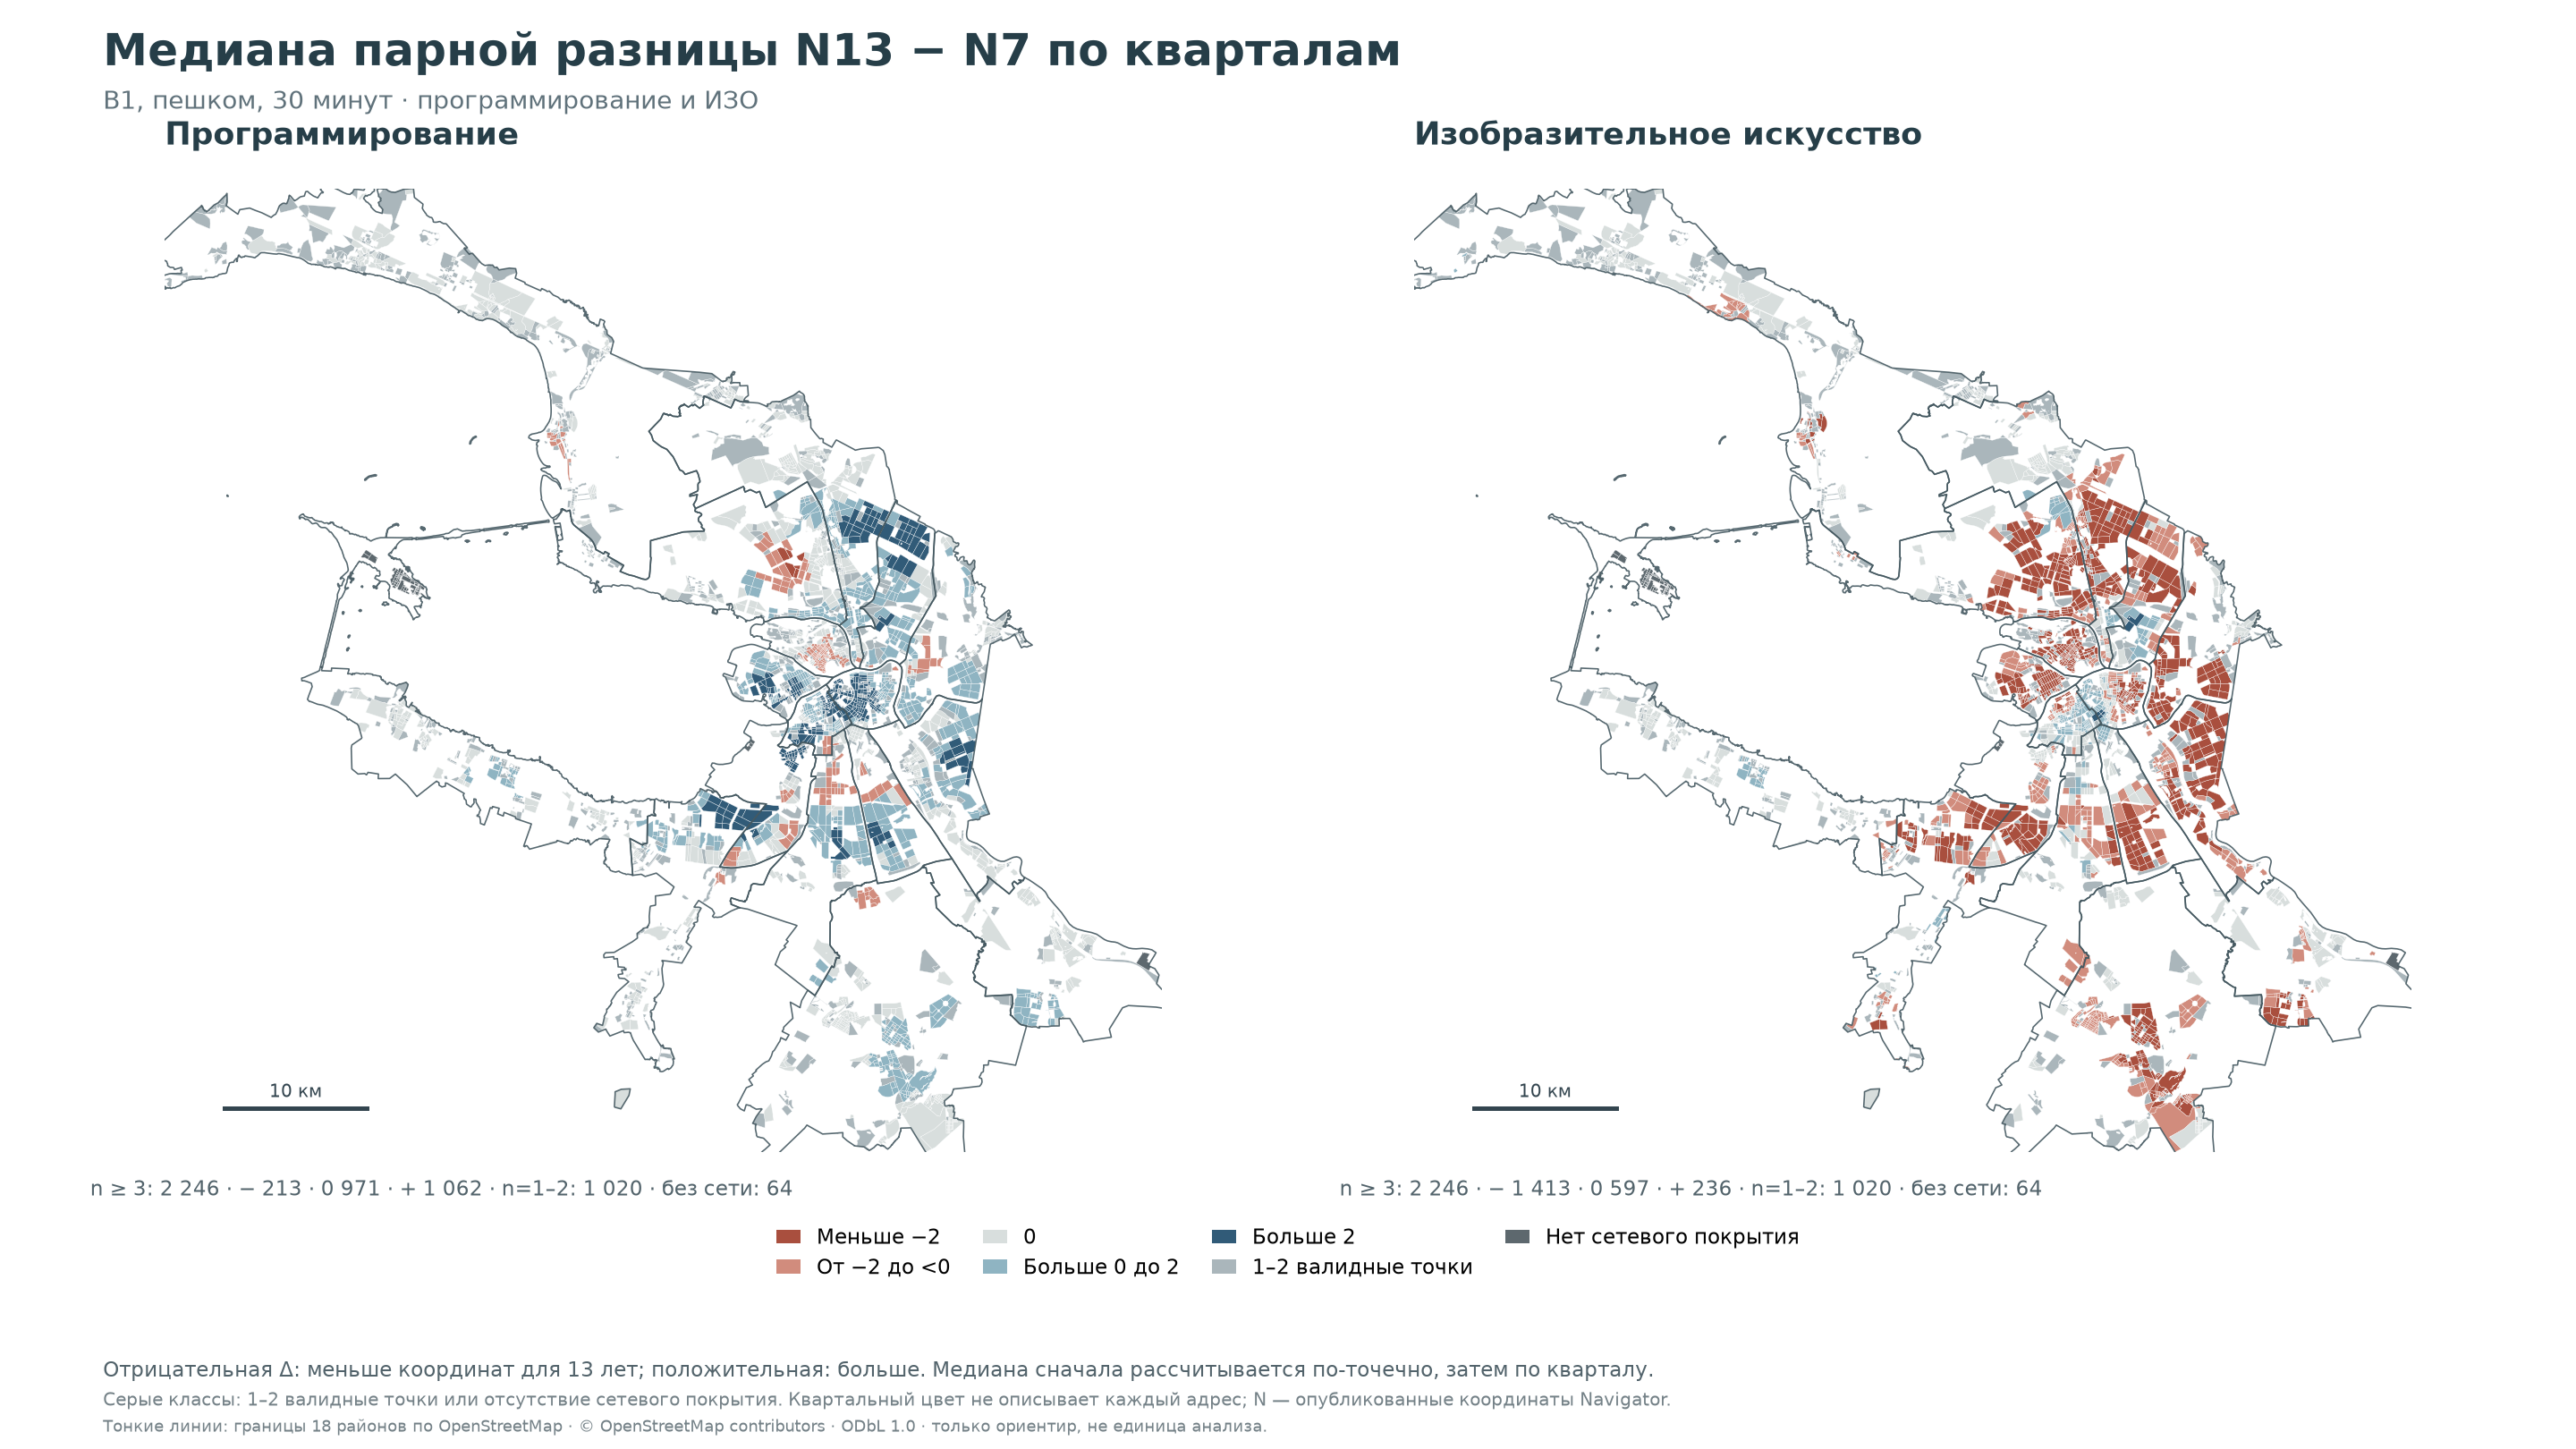 Медиана парной разницы N13 − N7 по кварталам
B1, пешком, 30 минут · программирование и ИЗО
Программирование
Изобразительное искусство
10 км
10 км
n ≥ 3: 2 246 · − 213 · 0 971 · + 1 062 · n=1–2: 1 020 · без сети: 64
n ≥ 3: 2 246 · − 1 413 · 0 597 · + 236 · n=1–2: 1 020 · без сети: 64
Меньше −2
0
Больше 2
Нет сетевого покрытия
От −2 до <0
Больше 0 до 2
1–2 валидные точки
Отрицательная Δ: меньше координат для 13 лет; положительная: больше. Медиана сначала рассчитывается по-точечно, затем по кварталу.
Серые классы: 1–2 валидные точки или отсутствие сетевого покрытия. Квартальный цвет не описывает каждый адрес; N — опубликованные координаты Navigator.
Тонкие линии: границы 18 районов по OpenStreetMap · © OpenStreetMap contributors · ODbL 1.0 · только ориентир, не единица анализа.